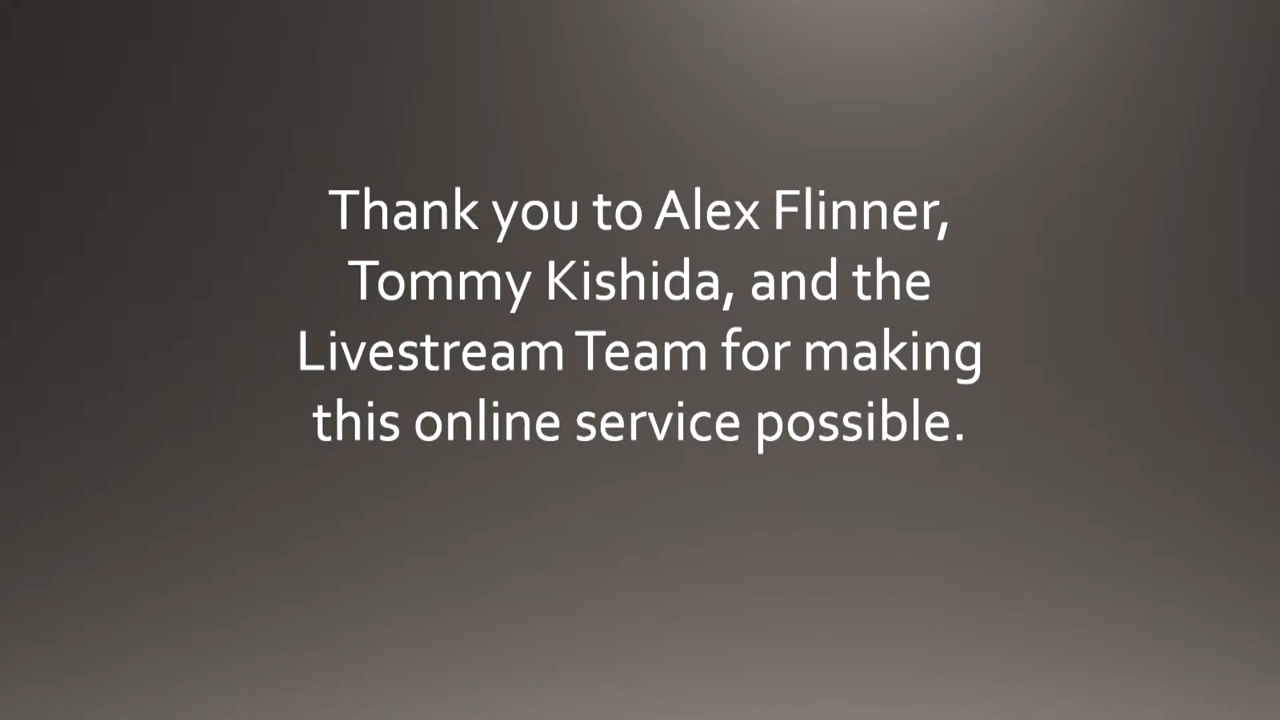 Thank you to Alex Flinner,
Tommy Kishida, and the
Livestream Team for making
this online service possible.